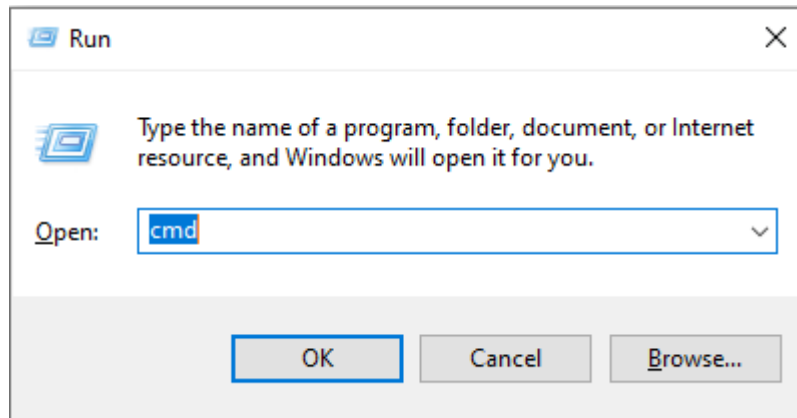 Run
Type the name of a program, folder, document, or Internet
resource, and Windows will open it for you.
Open: cmd
OK Cancel Browse...